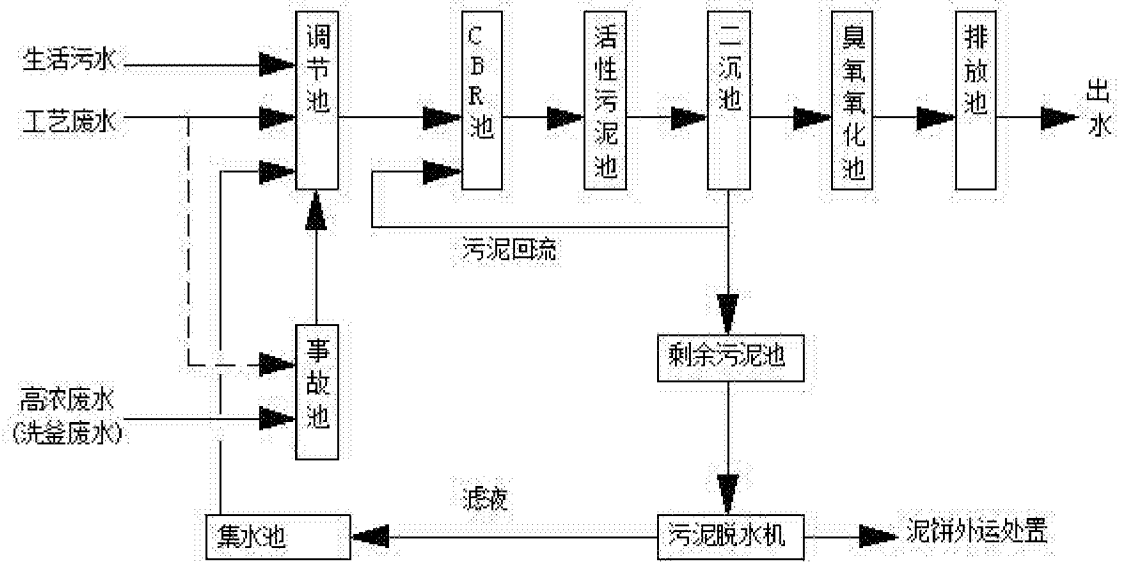 生活污水
工艺废水
调节池
CBR池
活性污泥池
二沉池
臭氧氧化池
排放池
出水
污泥回流
事故池
剩余污泥池
高浓废水
(洗釜废水)
滤液
集水池
污泥脱水机
泥饼外运处置